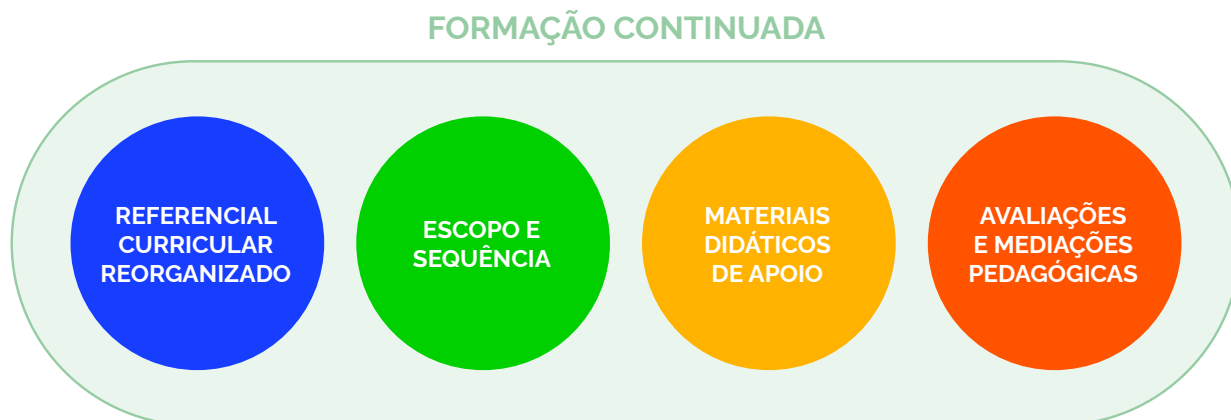 FORMAÇÃO CONTINUADA
REFERENCIAL
CURRICULAR
REORGANIZADO
ESCOPO E
SEQUÊNCIA
MATERIAIS
DIDÁTICOS
DE APOIO
AVALIAÇÕES
E MEDIAÇÕES
PEDAGÓGICAS